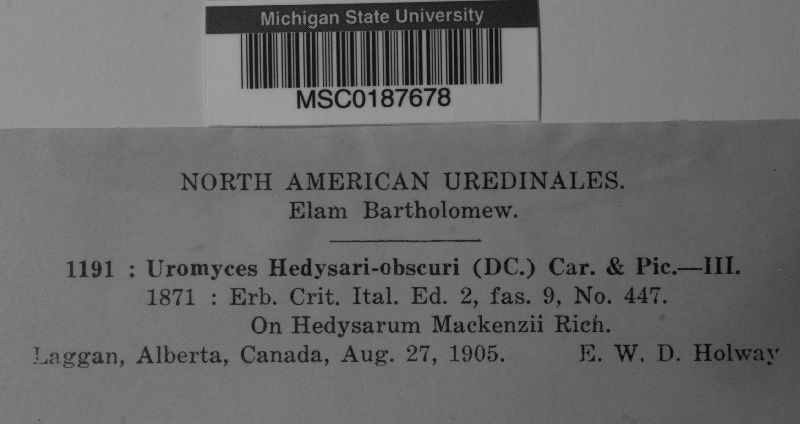 Michigan State University
MSC0187678
NORTH AMERICAN UREDINALES.
Elam Bartholomew.
1191 : Uromyces Hedysari-obscuri (DC.) Car. & Pic.—III.
1871 : Erb. Crit. Ital. Ed. 2, fas. 9, No. 447.
On Hedysarum Mackenzii Rich.
Laggan, Alberta, Canada, Aug. 27, 1905. E. W. D. Holway